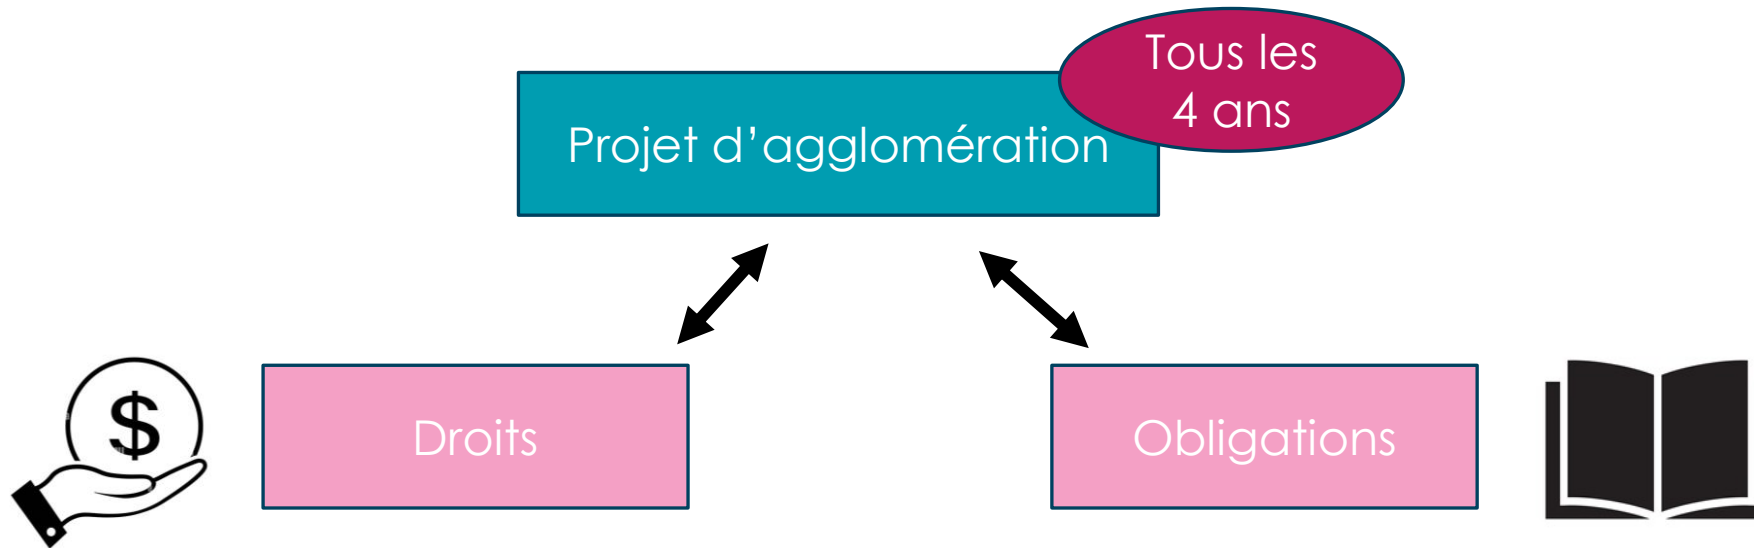 Tous les
4 ans
Projet d’agglomération
$
Droits
Obligations